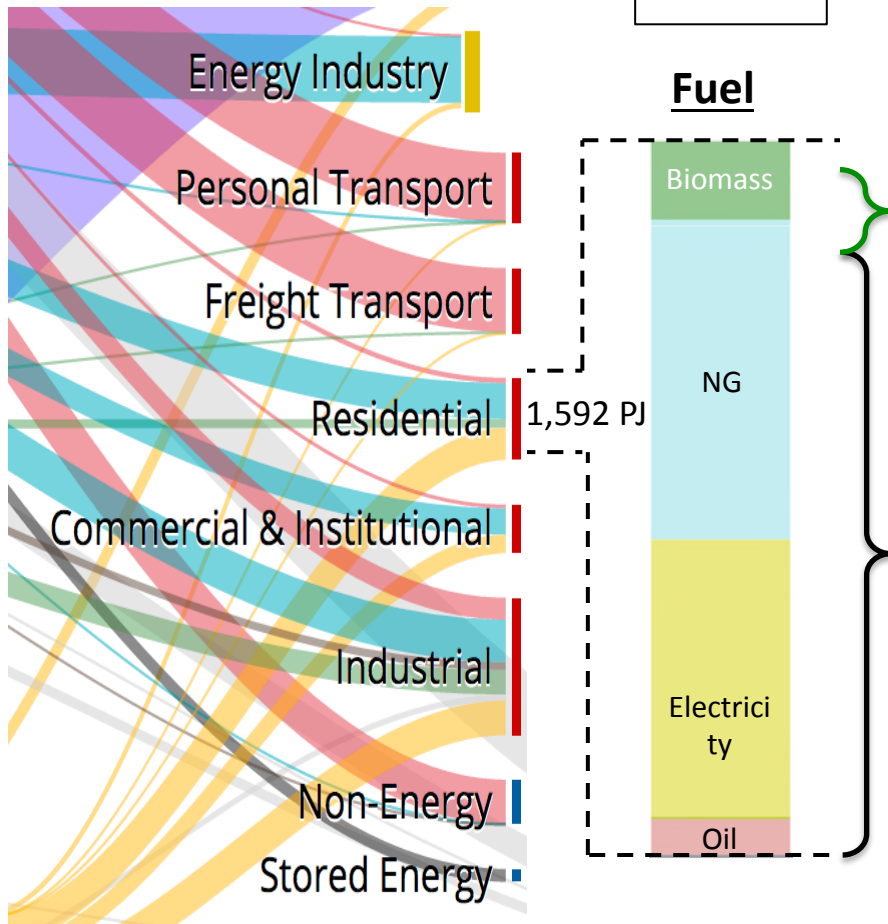 Energy Industry
Personal Transport
Freight Transport
Residential
Commercial & Institutional
Industrial
Non-Energy
Stored Energy
1,592 PJ
Fuel
Biomass
NG
Electrici
ty
Oil